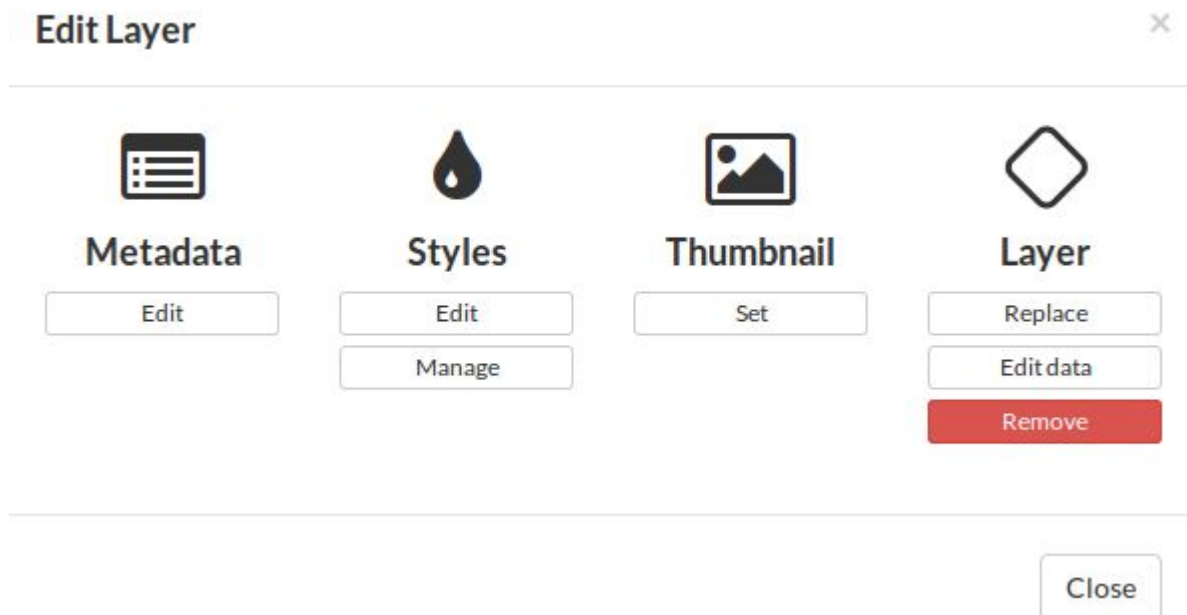 Edit Layer ×
Metadata Styles Thumbnail Layer
Edit Edit Set Replace
Manage Edit data
Remove
Close